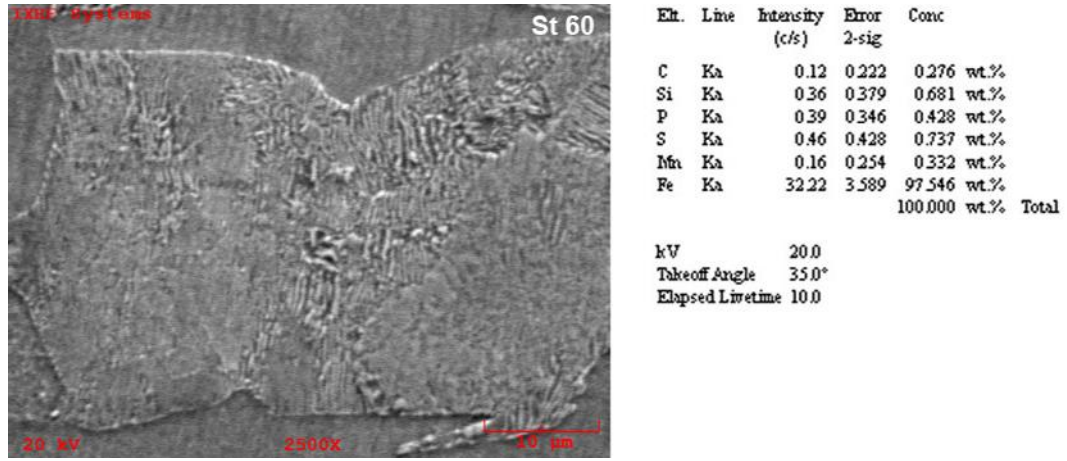 IXRF Systems
St 60
20 kV 2500X 10 µm
Elt. Line Intensity Error Conc
(c/s) 2-sig
C Ka 0.12 0.222 0.276 wt.%
Si Ka 0.36 0.379 0.681 wt.%
P Ka 0.39 0.346 0.428 wt.%
S Ka 0.46 0.428 0.737 wt.%
Mn Ka 0.16 0.254 0.332 wt.%
Fe Ka 32.22 3.589 97.546 wt.%
100.000 wt.% Total
kV 20.0
Takeoff Angle 35.0°
Elapsed Livetime 10.0